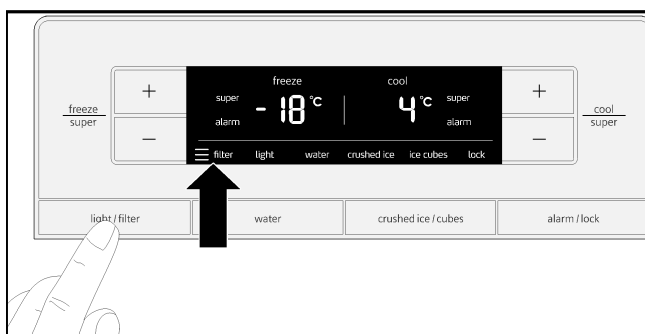 freeze cool
super super
-18 °C 4 °C
alarm alarm
filter light water crushed ice ice cubes lock
freeze
super
+
−
+
−
cool
super
light / filter water crushed ice / cubes alarm / lock